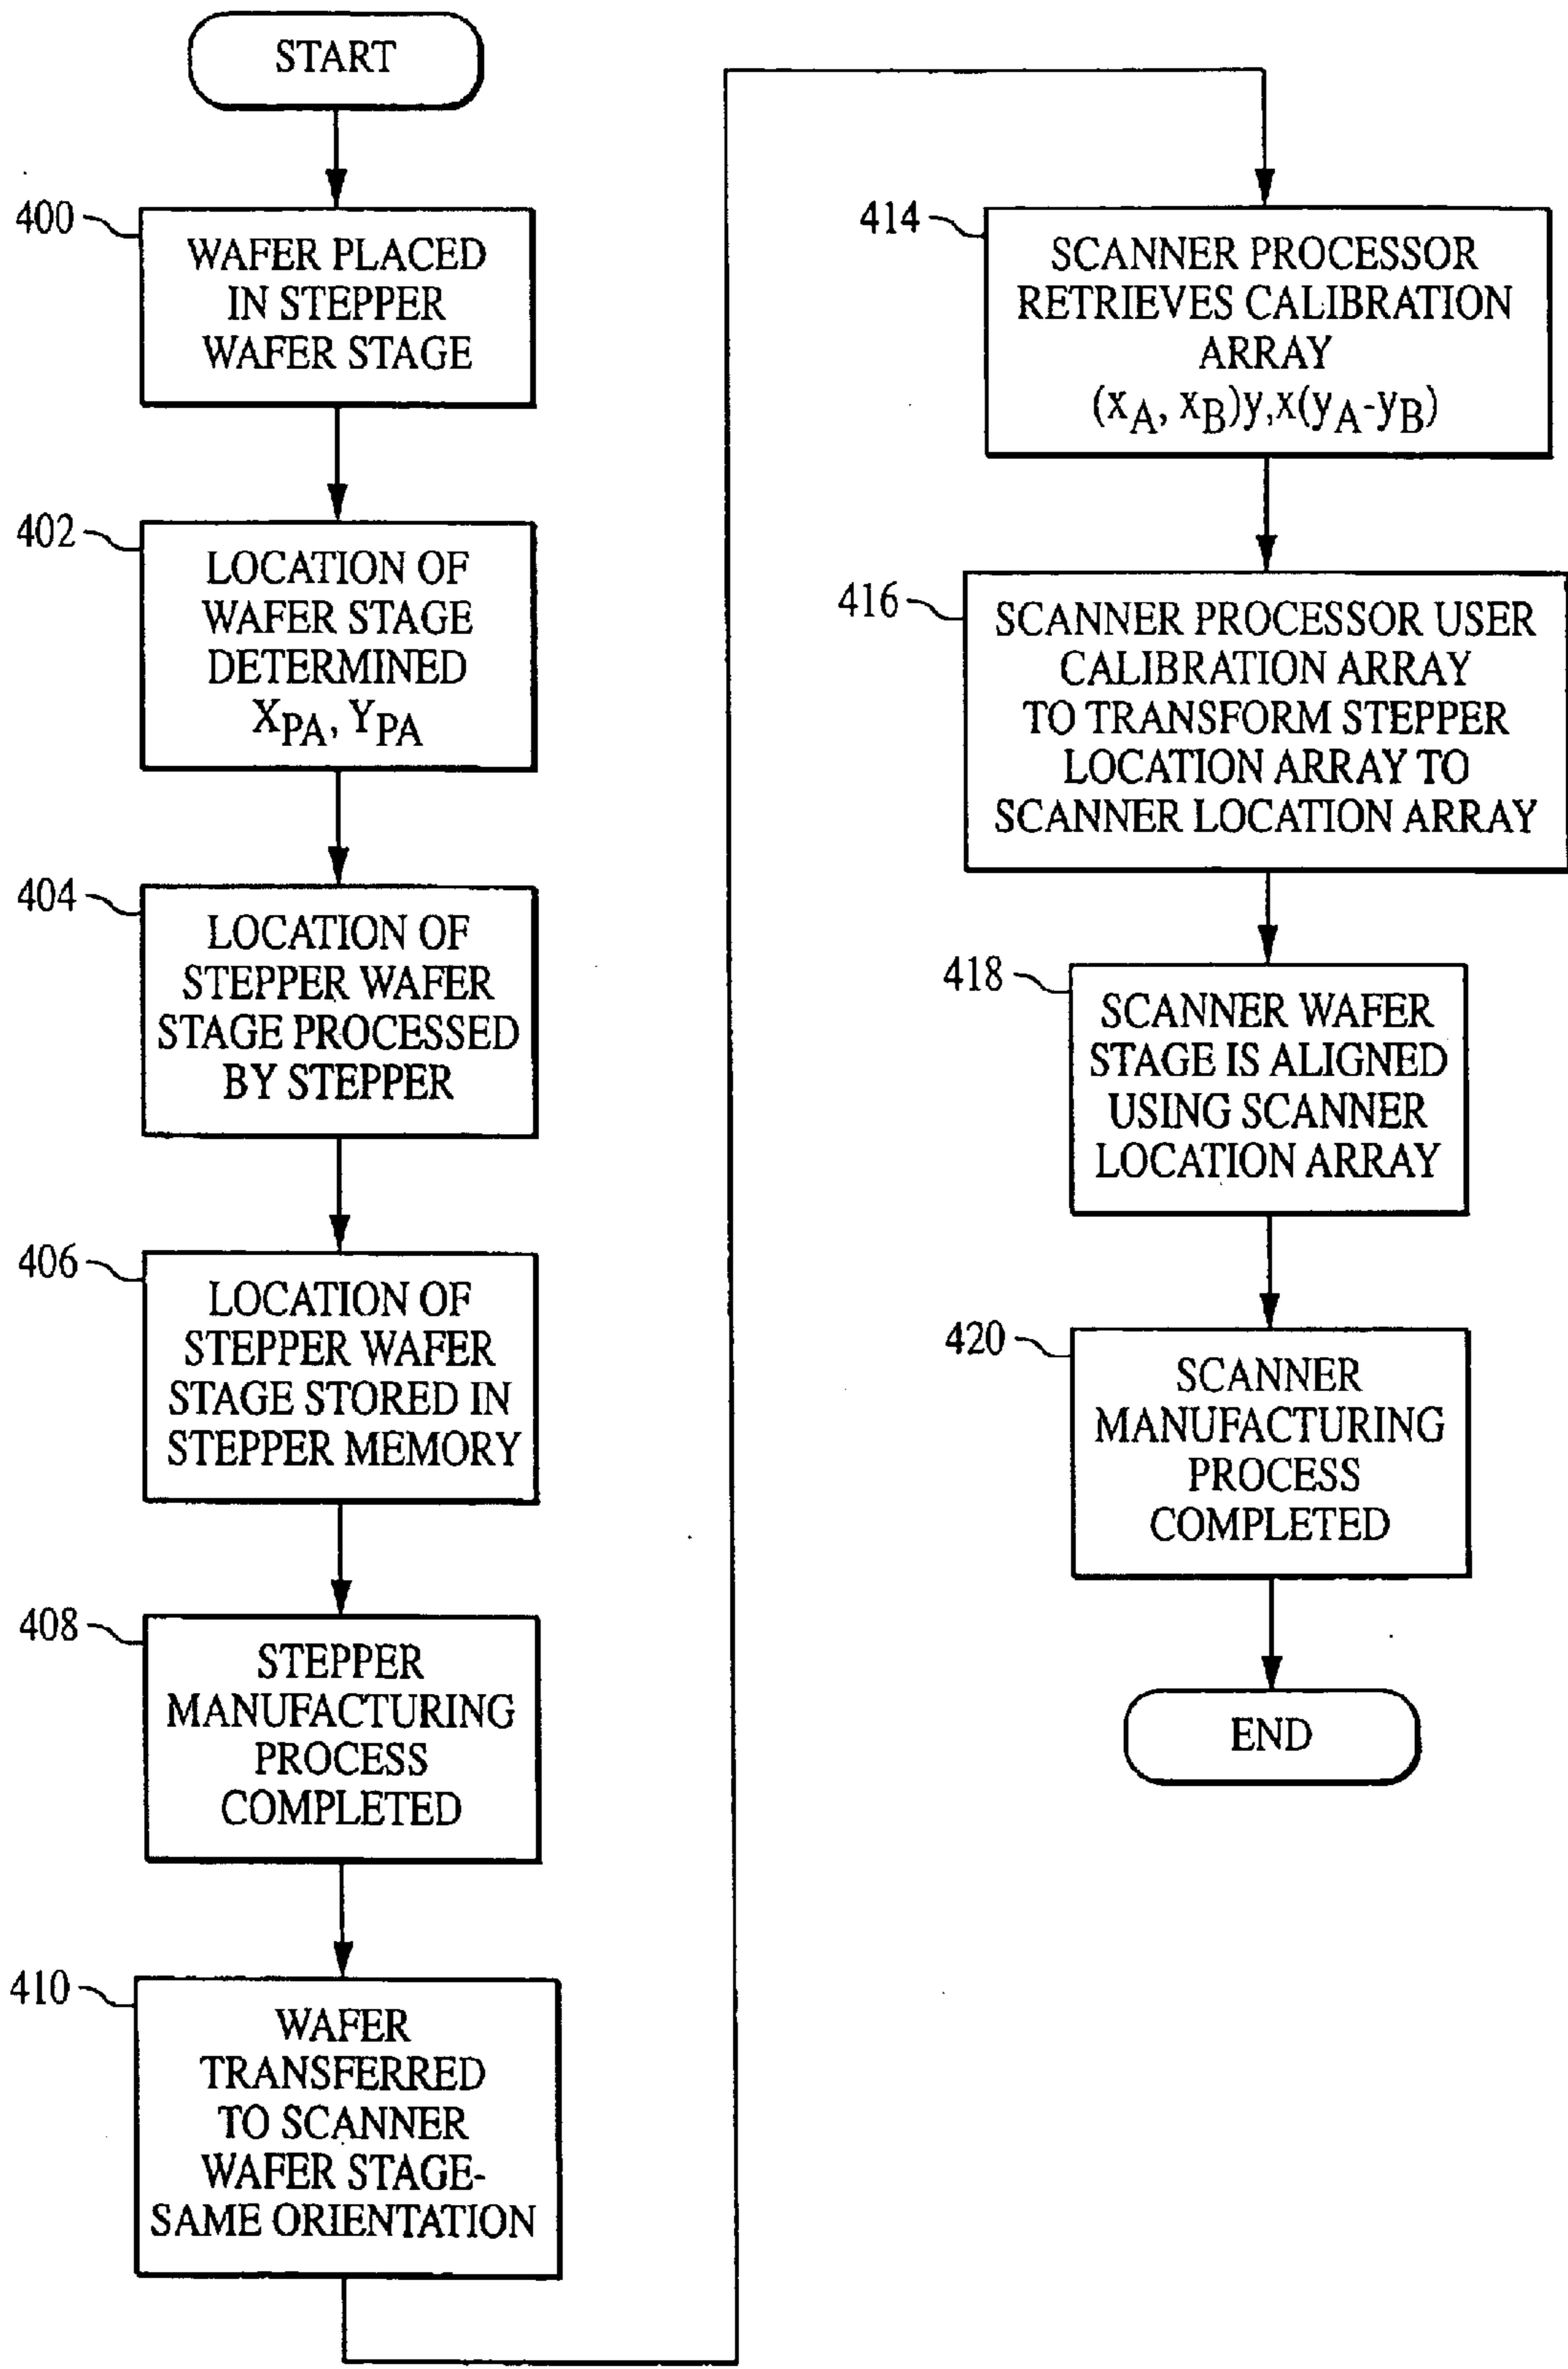 START
400
WAFER PLACED
IN STEPPER
WAFER STAGE
402
LOCATION OF
WAFER STAGE
DETERMINED
XPA, YPA
404
LOCATION OF
STEPPER WAFER
STAGE PROCESSED
BY STEPPER
406
LOCATION OF
STEPPER WAFER
STAGE STORED IN
STEPPER MEMORY
408
STEPPER
MANUFACTURING
PROCESS
COMPLETED
410
WAFER
TRANSFERRED
TO SCANNER
WAFER STAGE-
SAME ORIENTATION
414
SCANNER PROCESSOR
RETRIEVES CALIBRATION
ARRAY
(xA, xB)y,x(yA-yB)
416
SCANNER PROCESSOR USER
CALIBRATION ARRAY
TO TRANSFORM STEPPER
LOCATION ARRAY TO
SCANNER LOCATION ARRAY
418
SCANNER WAFER
STAGE IS ALIGNED
USING SCANNER
LOCATION ARRAY
420
SCANNER
MANUFACTURING
PROCESS
COMPLETED
END